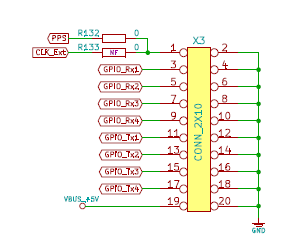 PPS R132 0
CLK_Ext R133 NF 0
X3
1 2
GPIO_Rx1 3 4
GPIO_Rx2 5 6
GPIO_Rx3 7 8
GPIO_Rx4 9 10
GPIO_Tx1 11 12
GPIO_Tx2 13 14
GPIO_Tx3 15 16
GPIO_Tx4 17 18
VBUS_+5V 19 20
CONN_2X10
GND